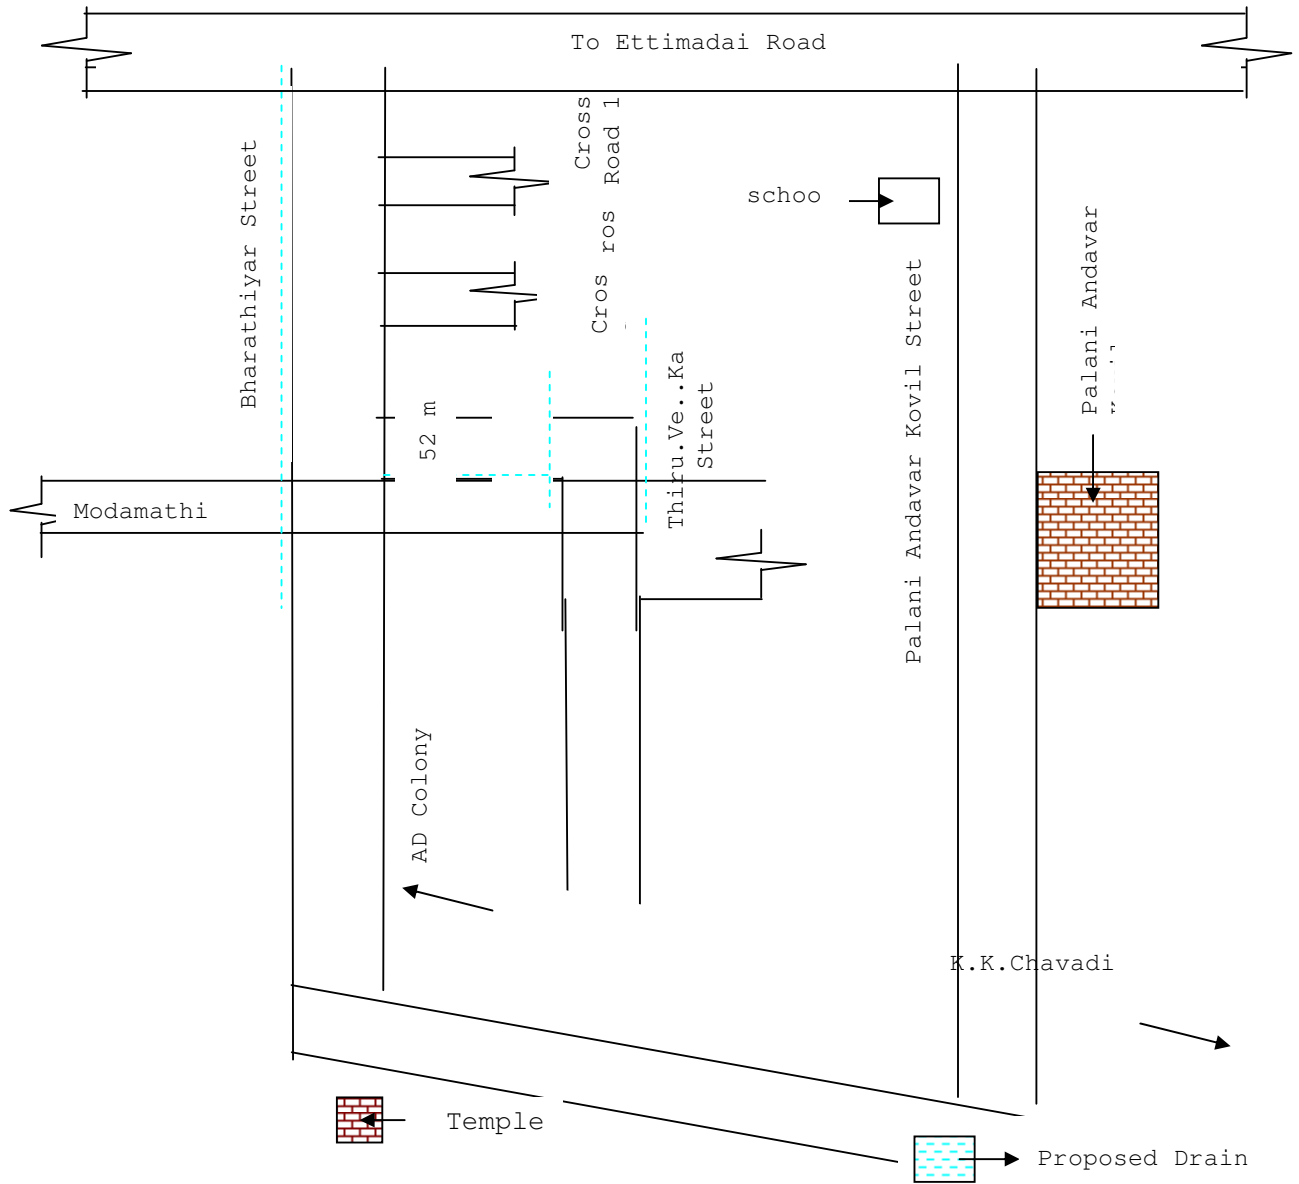 To Ettimadai Road
Cross
Road 1
Bharathiyar Street
schoo
Cros ros
Palani Andavar
Palani Andavar Kovil Street
Thiru.Ve..Ka
Street
52 m
Modamathi
AD Colony
K.K.Chavadi
Temple
Proposed Drain